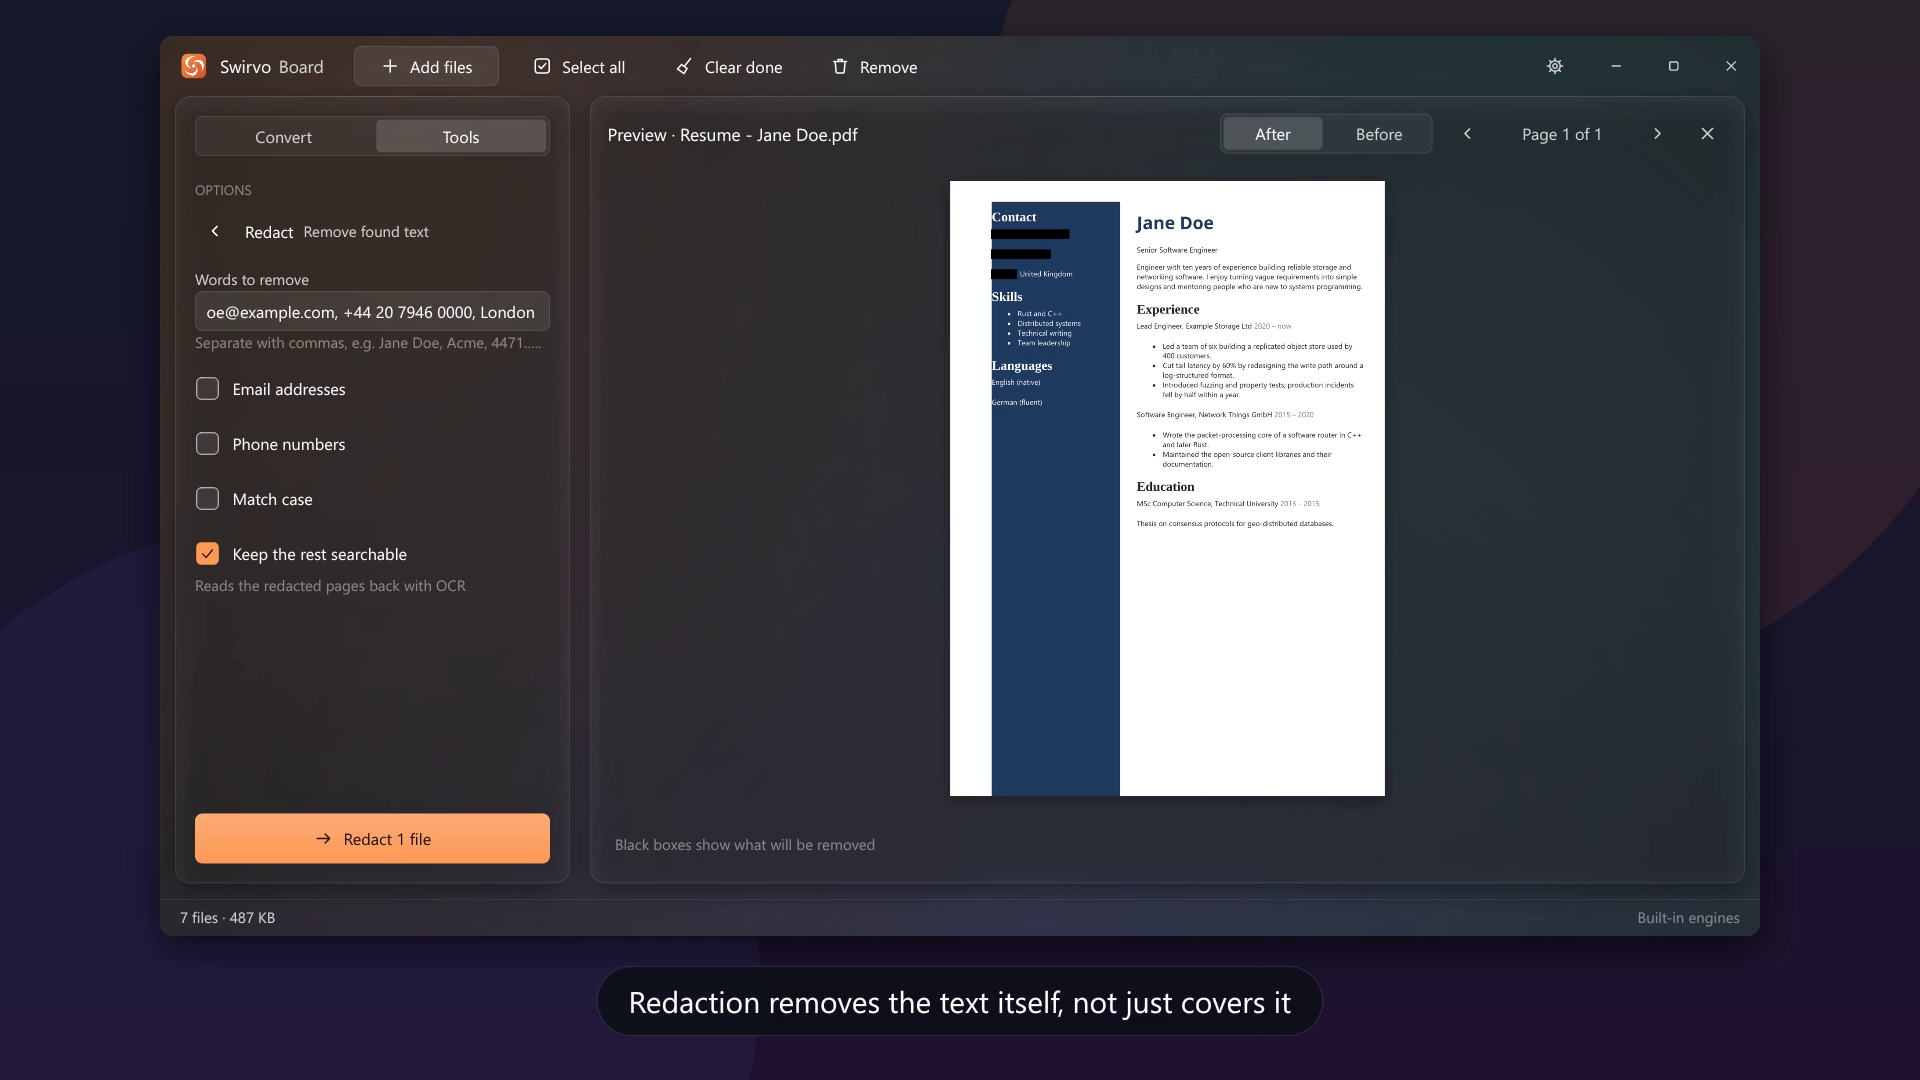 Swirvo Board
Add files
Select all
Clear done
Remove
Convert
Tools
OPTIONS
Redact Remove found text
Words to remove
oe@example.com, +44 20 7946 0000, London
Separate with commas, e.g. Jane Doe, Acme, 4471.....
Email addresses
Phone numbers
Match case
Keep the rest searchable
Reads the redacted pages back with OCR
Redact 1 file
Preview · Resume - Jane Doe.pdf
After
Before
Page 1 of 1
Contact
, United Kingdom
Skills
• Rust and C++
• Distributed systems
• Technical writing
• Team leadership
Languages
English (native)
German (fluent)
Jane Doe
Senior Software Engineer
Engineer with ten years of experience building reliable storage and
networking software. I enjoy turning vague requirements into simple
designs and mentoring people who are new to systems programming.
Experience
Lead Engineer, Example Storage Ltd 2020 – now
• Led a team of six building a replicated object store used by
400 customers.
• Cut tail latency by 60% by redesigning the write path around a
log-structured format.
• Introduced fuzzing and property tests; production incidents
fell by half within a year.
Software Engineer, Network Things GmbH 2015 – 2020
• Wrote the packet-processing core of a software router in C++
and later Rust.
• Maintained the open-source client libraries and their
documentation.
Education
MSc Computer Science, Technical University 2013 – 2015
Thesis on consensus protocols for geo-distributed databases.
Black boxes show what will be removed
7 files · 487 KB
Built-in engines
Redaction removes the text itself, not just covers it